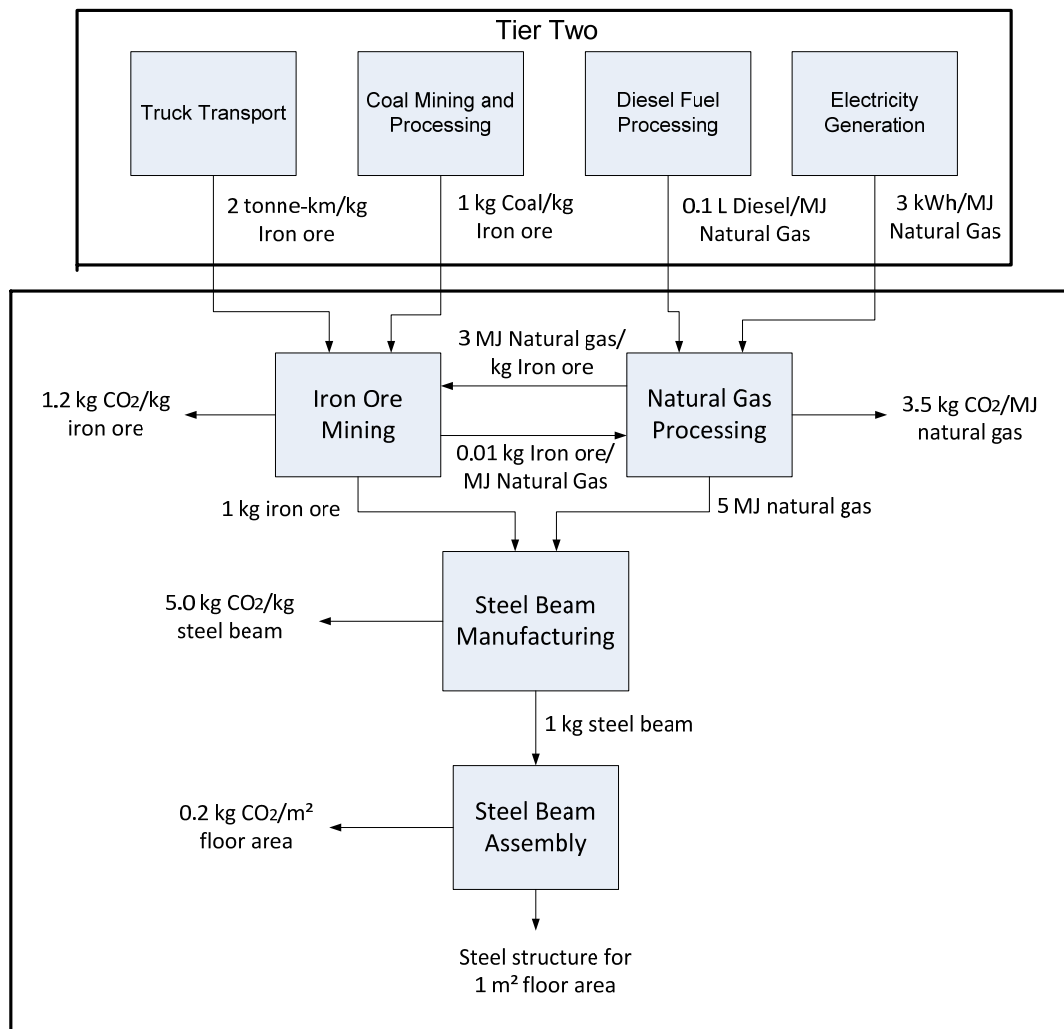 Tier Two
Truck Transport
Coal Mining and
Processing
Diesel Fuel
Processing
Electricity
Generation
2 tonne-km/kg
Iron ore
1 kg Coal/kg
Iron ore
0.1 L Diesel/MJ
Natural Gas
3 kWh/MJ
Natural Gas
3 MJ Natural gas/
kg Iron ore
1.2 kg CO2/kg
iron ore
Iron Ore
Mining
Natural Gas
Processing
3.5 kg CO2/MJ
natural gas
0.01 kg Iron ore/
MJ Natural Gas
1 kg iron ore
5 MJ natural gas
5.0 kg CO2/kg
steel beam
Steel Beam
Manufacturing
1 kg steel beam
0.2 kg CO2/m²
floor area
Steel Beam
Assembly
Steel structure for
1 m² floor area